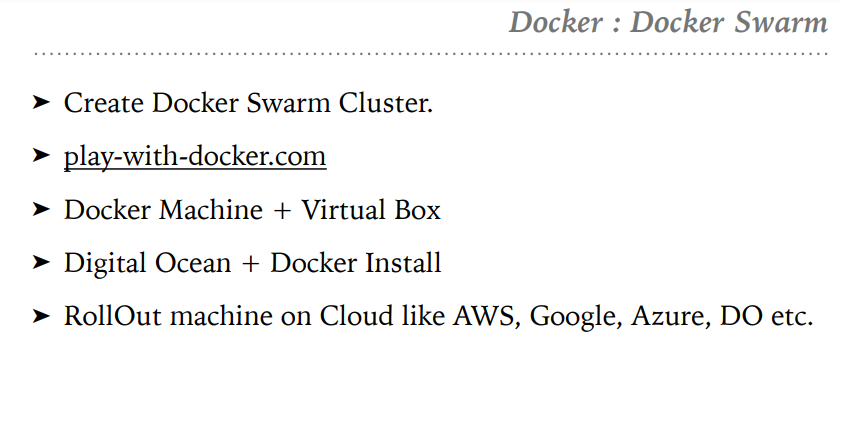 Docker : Docker Swarm
➤ Create Docker Swarm Cluster.
➤ play-with-docker.com
➤ Docker Machine + Virtual Box
➤ Digital Ocean + Docker Install
➤ RollOut machine on Cloud like AWS, Google, Azure, DO etc.